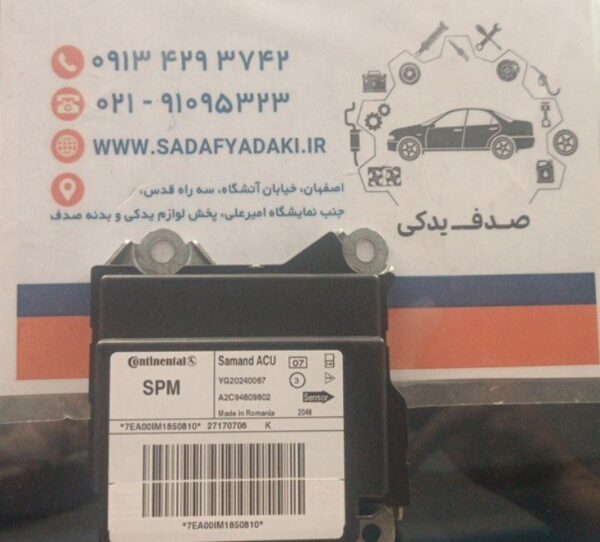 ۰۹۱۳ ۴۲۹ ۳۷۴۲
۰۲۱ - ۹۱۰۹۵۳۲۳
WWW.SADAFYADAKI.IR
اصفهان، خیابان آتشگاه، سه راه قدس،
جنب نمایشگاه امیرعلی، پخش لوازم یدکی و بدنه صدف
صدف یدکی
Continental
SPM
Samand ACU
07
YG20240067
3
A2C94809802
Sensor
Made in Romania 2048
*7EA00IM1850810* 27170706 K
*7EA00IM1850810*